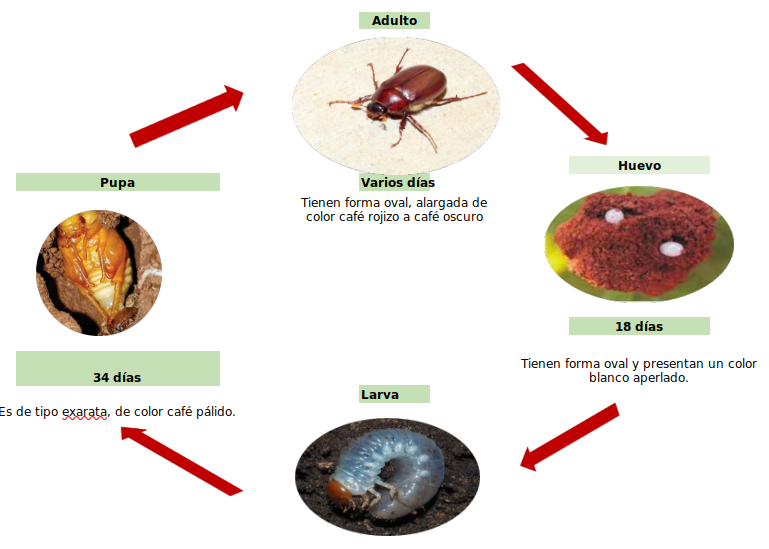 Adulto
Varios días
Tienen forma oval, alargada de
color café rojizo a café oscuro
Huevo
18 días
Tienen forma oval y presentan un color
blanco aperlado.
Larva
Pupa
34 días
Es de tipo exarata, de color café pálido.